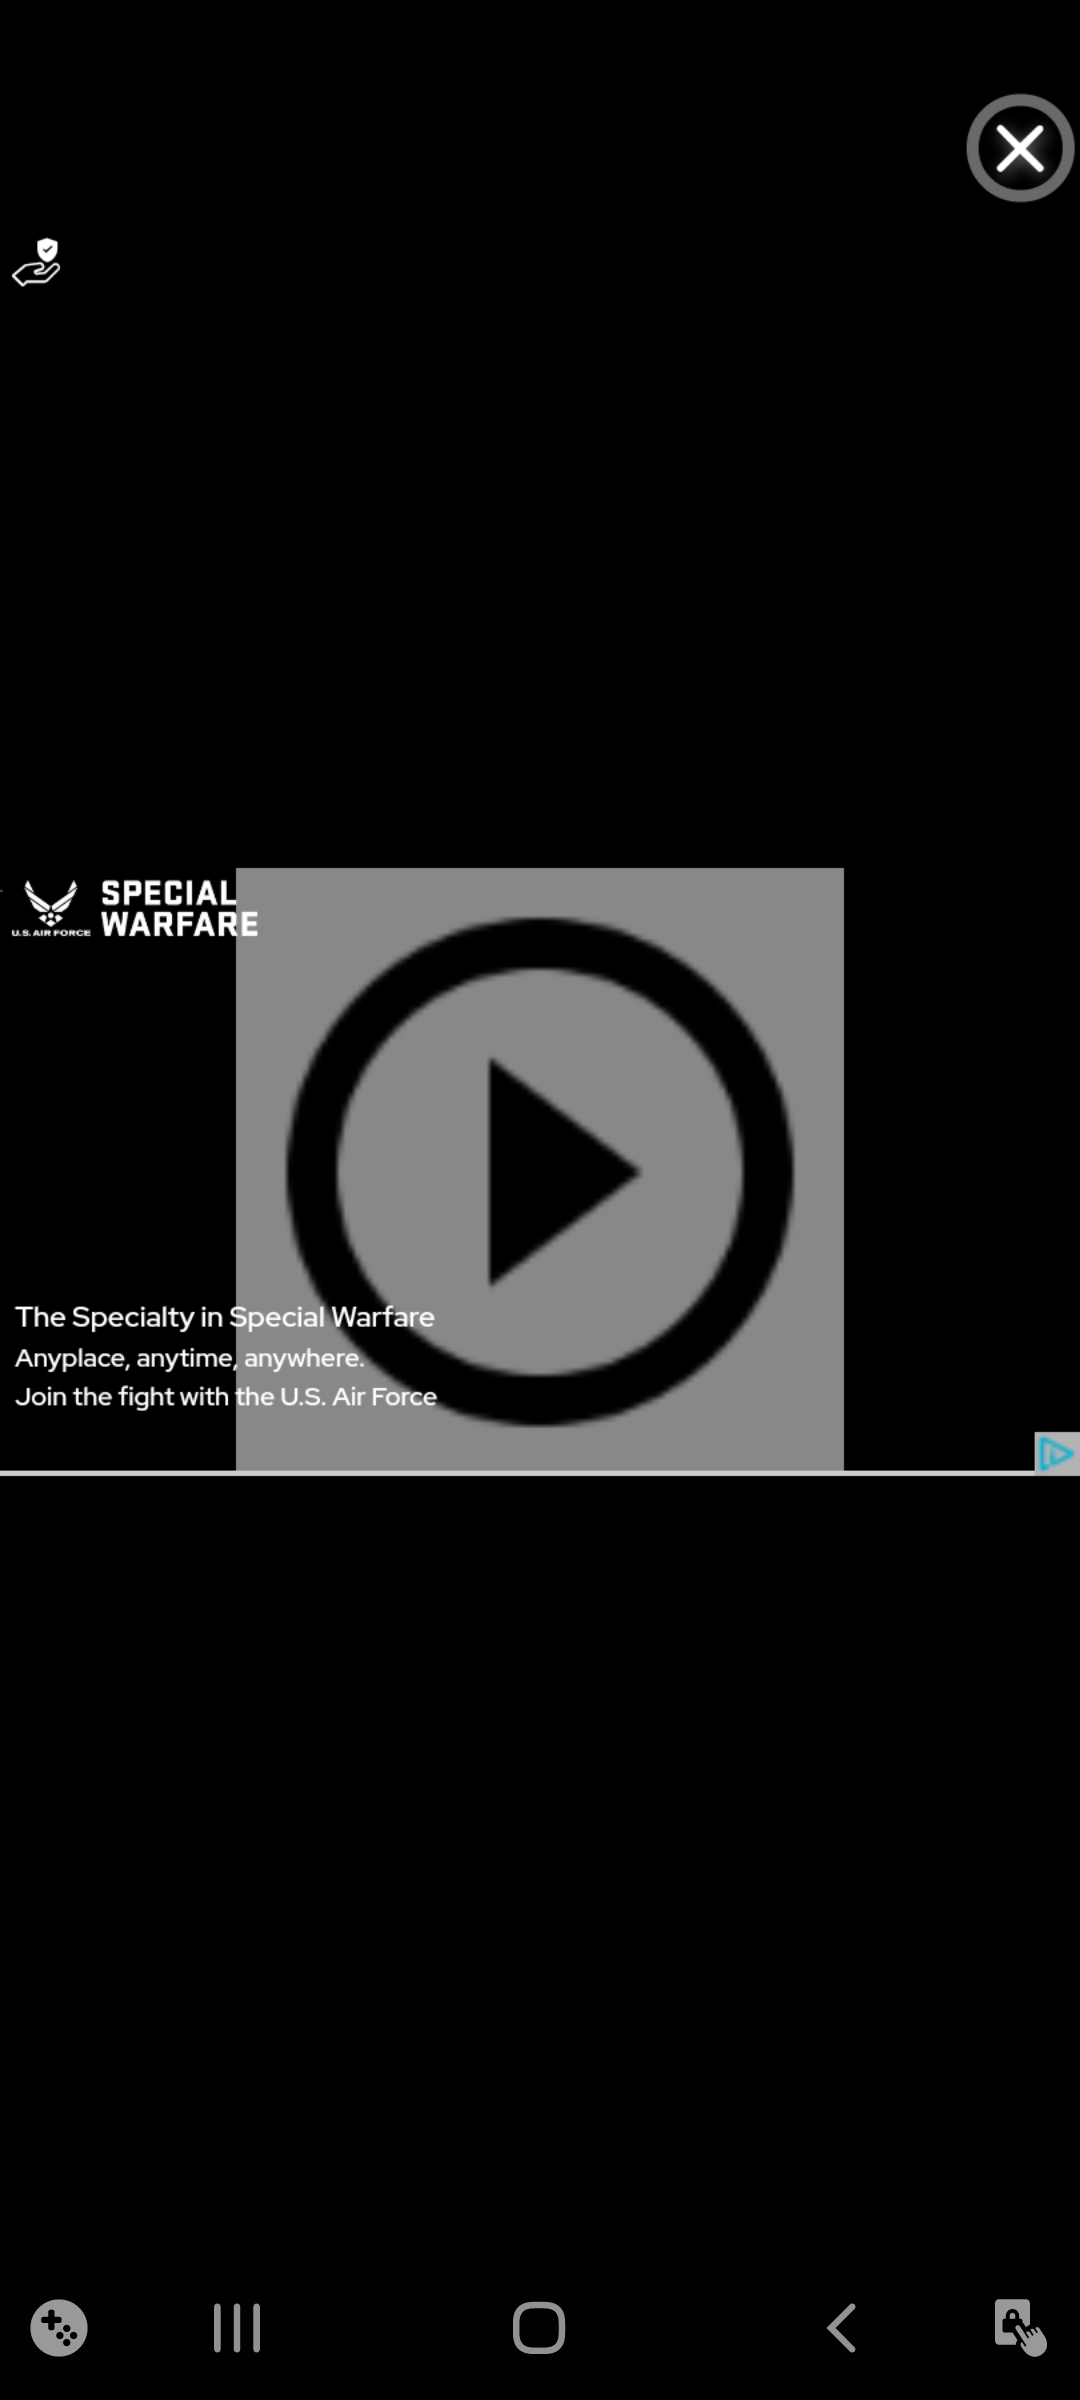 SPECIAL
WARFARE
U.S. AIR FORCE
The Specialty in Special Warfare
Anyplace, anytime, anywhere.
Join the fight with the U.S. Air Force